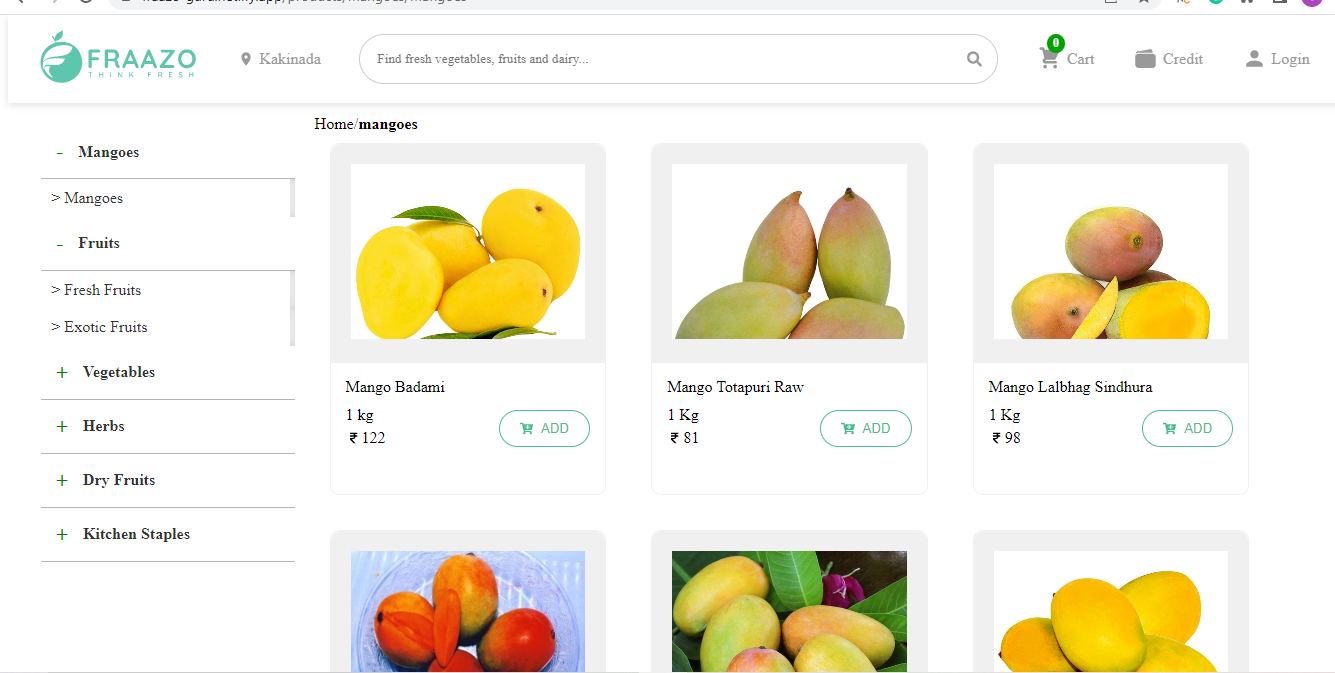 FRAAZO
THINK FRESH
Kakinada
Find fresh vegetables, fruits and dairy...
0
Cart
Credit
Login
Home/mangoes
- Mangoes
> Mangoes
- Fruits
> Fresh Fruits
> Exotic Fruits
+ Vegetables
+ Herbs
+ Dry Fruits
+ Kitchen Staples
Mango Badami
1 kg
₹ 122
ADD
Mango Totapuri Raw
1 Kg
₹ 81
ADD
Mango Lalbhag Sindhura
1 Kg
₹ 98
ADD